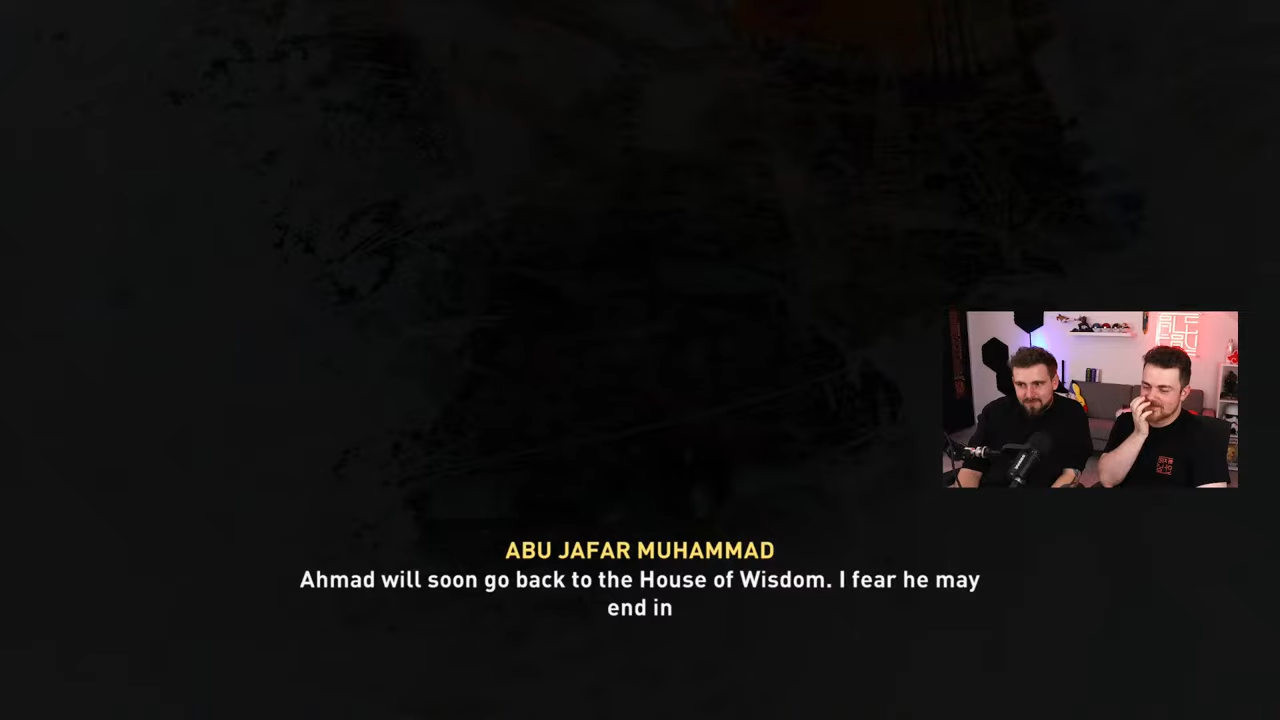 ABU JAFAR MUHAMMAD
Ahmad will soon go back to the House of Wisdom. I fear he may
end in